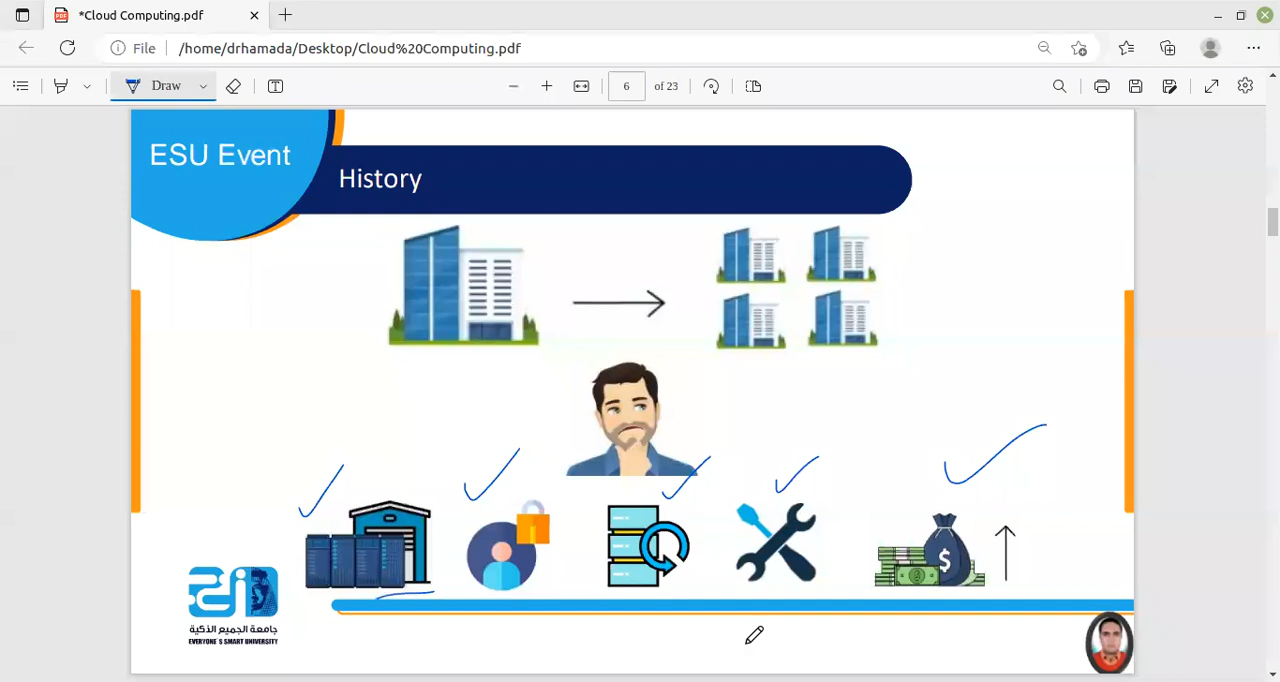 *Cloud Computing.pdf
File
/home/drhamada/Desktop/Cloud%20Computing.pdf
Draw
6
of 23
ESU Event
History
$
جامعة الجميع الذكية
EVERYONE`S SMART UNIVERSITY